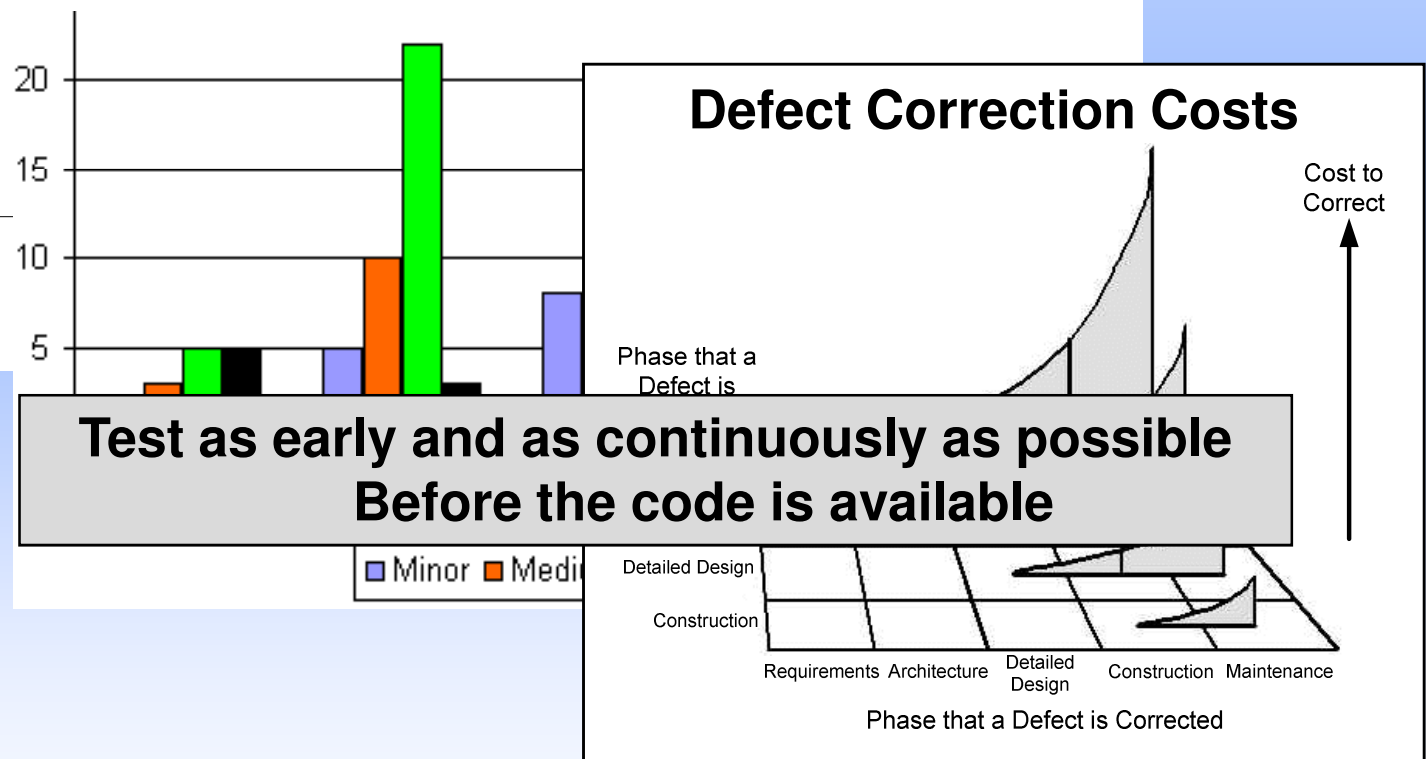 20
15
10
5
Minor
Defect Correction Costs
Cost to
Correct
Phase that a
Defect is
Test as early and as continuously as possible
Before the code is available
Detailed Design
Construction
Requirements
Architecture
Detailed
Design
Construction
Maintenance
Phase that a Defect is Corrected